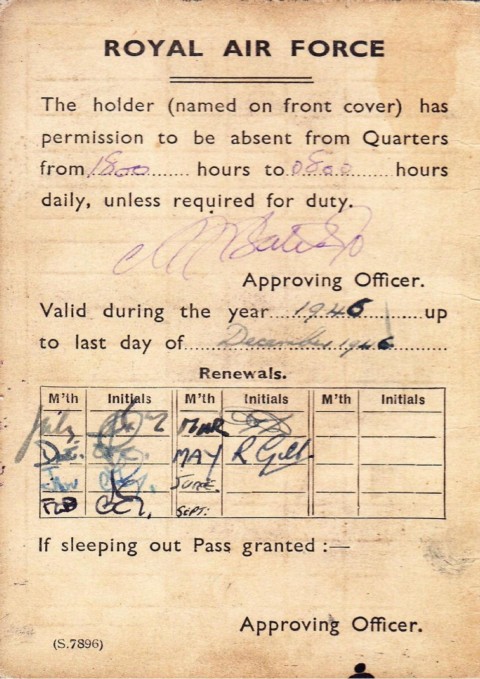 ROYAL AIR FORCE
The holder (named on front cover) has
permission to be absent from Quarters
from 1800 hours to 0800 hours
daily, unless required for duty.
Approving Officer.
Valid during the year 1946 up
to last day of December 1946
Renewals.
M'th Initials M'th Initials M'th Initials
July MAR
MAY R Gill.
Jan JUNE.
FEB SEPT.
If sleeping out Pass granted :—
Approving Officer.
(S.7896)